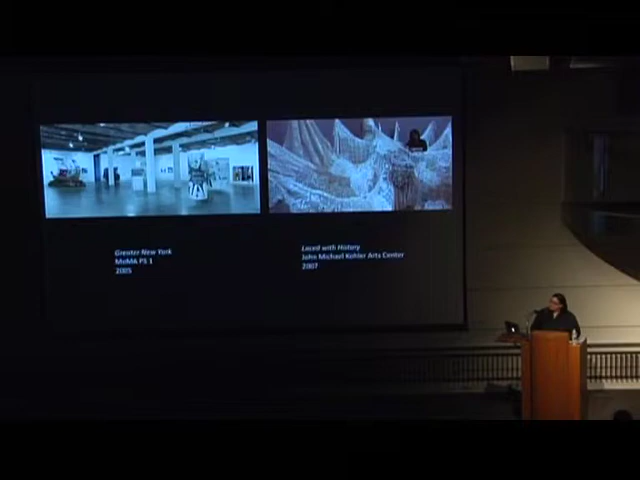 Greater New York
MoMA PS 1
2005
Laced with History
John Michael Kohler Arts Center
2007